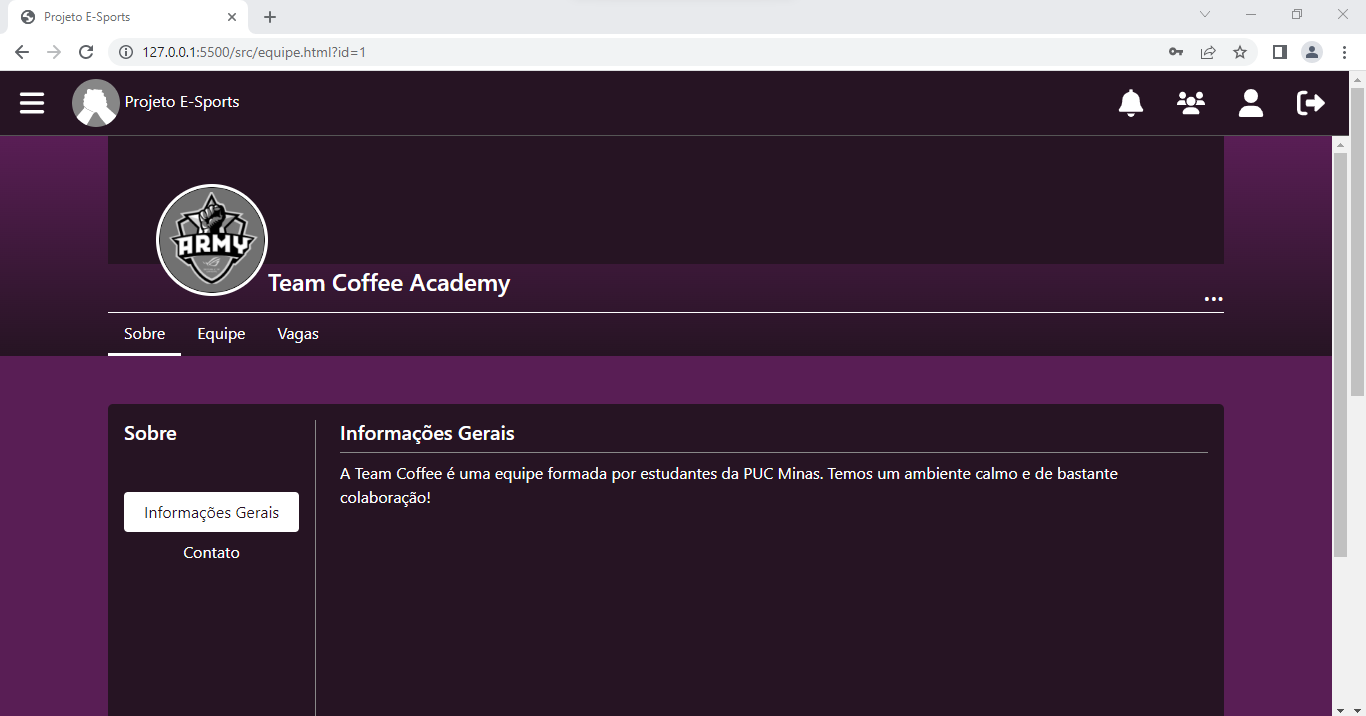 Projeto E-Sports
127.0.0.1:5500/src/equipe.html?id=1
Projeto E-Sports
ARMY
Team Coffee Academy
Sobre Equipe Vagas
Sobre
Informações Gerais
Contato
Informações Gerais
A Team Coffee é uma equipe formada por estudantes da PUC Minas. Temos um ambiente calmo e de bastante
colaboração!